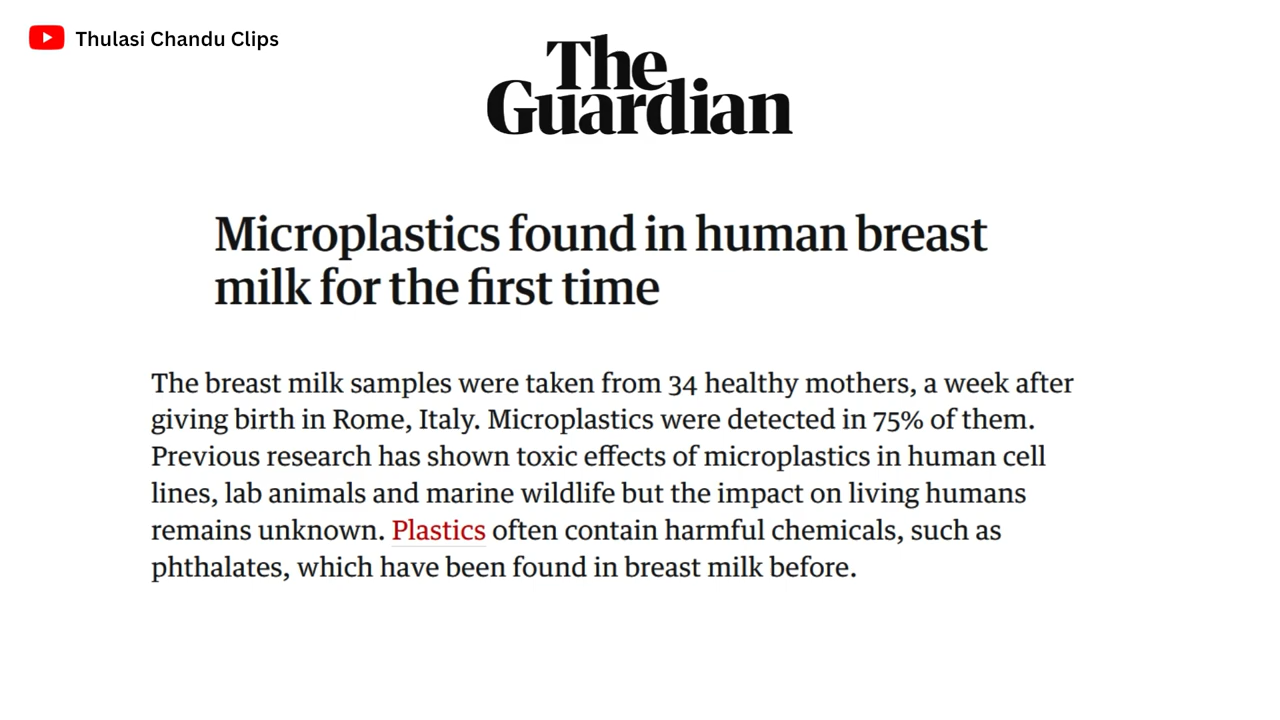 Thulasi Chandu Clips
The
Guardian
Microplastics found in human breast
milk for the first time
The breast milk samples were taken from 34 healthy mothers, a week after
giving birth in Rome, Italy. Microplastics were detected in 75% of them.
Previous research has shown toxic effects of microplastics in human cell
lines, lab animals and marine wildlife but the impact on living humans
remains unknown. Plastics often contain harmful chemicals, such as
phthalates, which have been found in breast milk before.